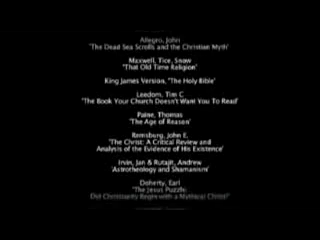 Allegro, John
'The Dead Sea Scrolls and the Christian Myth'
Maxwell, Tice, Snow
'That Old Time Religion'
King James Version, 'The Holy Bible'
Leedom, Tim C
'The Book Your Church Doesn't Want You To Read'
Paine, Thomas
'The Age of Reason'
Remsburg, John E.
'The Christ: A Critical Review and
Analysis of the Evidence of His Existence'
Irvin, Jan & Rutajit, Andrew
'Astrotheology and Shamanism'
Doherty, Earl
'The Jesus Puzzle.
Did Christianity Begin with a Mythical Christ?'